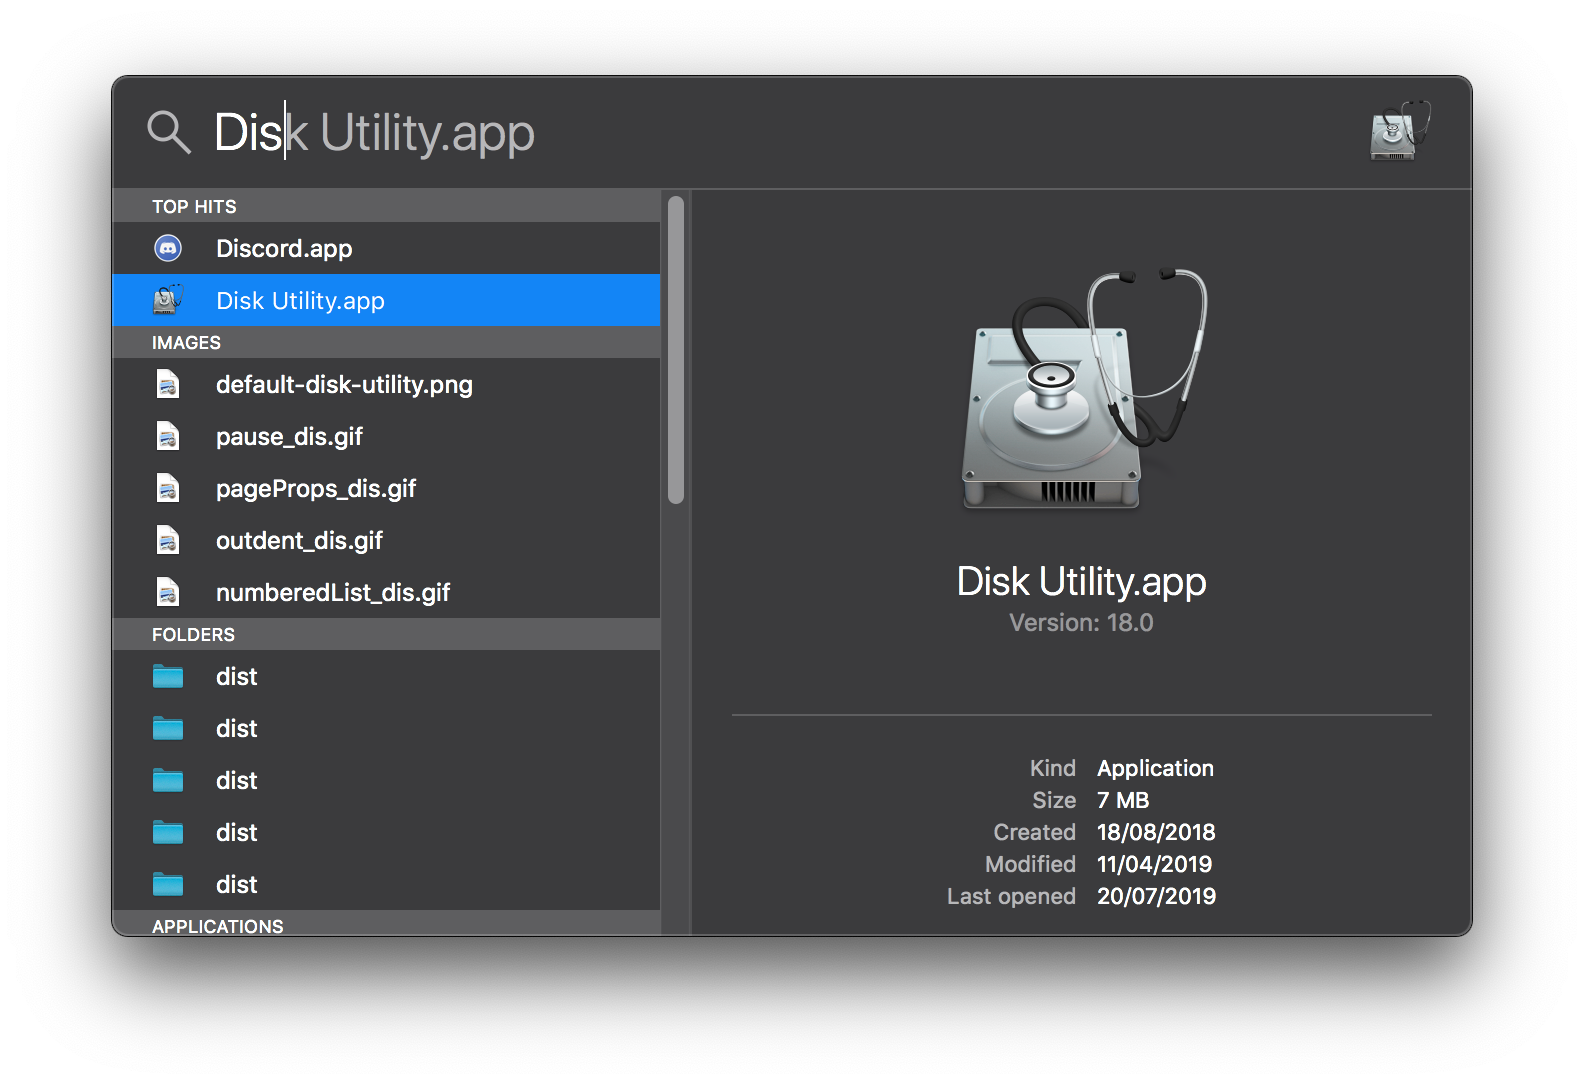 Disk Utility.app
TOP HITS
Discord.app
Disk Utility.app
IMAGES
default-disk-utility.png
pause_dis.gif
pageProps_dis.gif
outdent_dis.gif
numberedList_dis.gif
FOLDERS
dist
dist
dist
dist
dist
APPLICATIONS
Disk Utility.app
Version: 18.0
Kind Application
Size 7 MB
Created 18/08/2018
Modified 11/04/2019
Last opened 20/07/2019